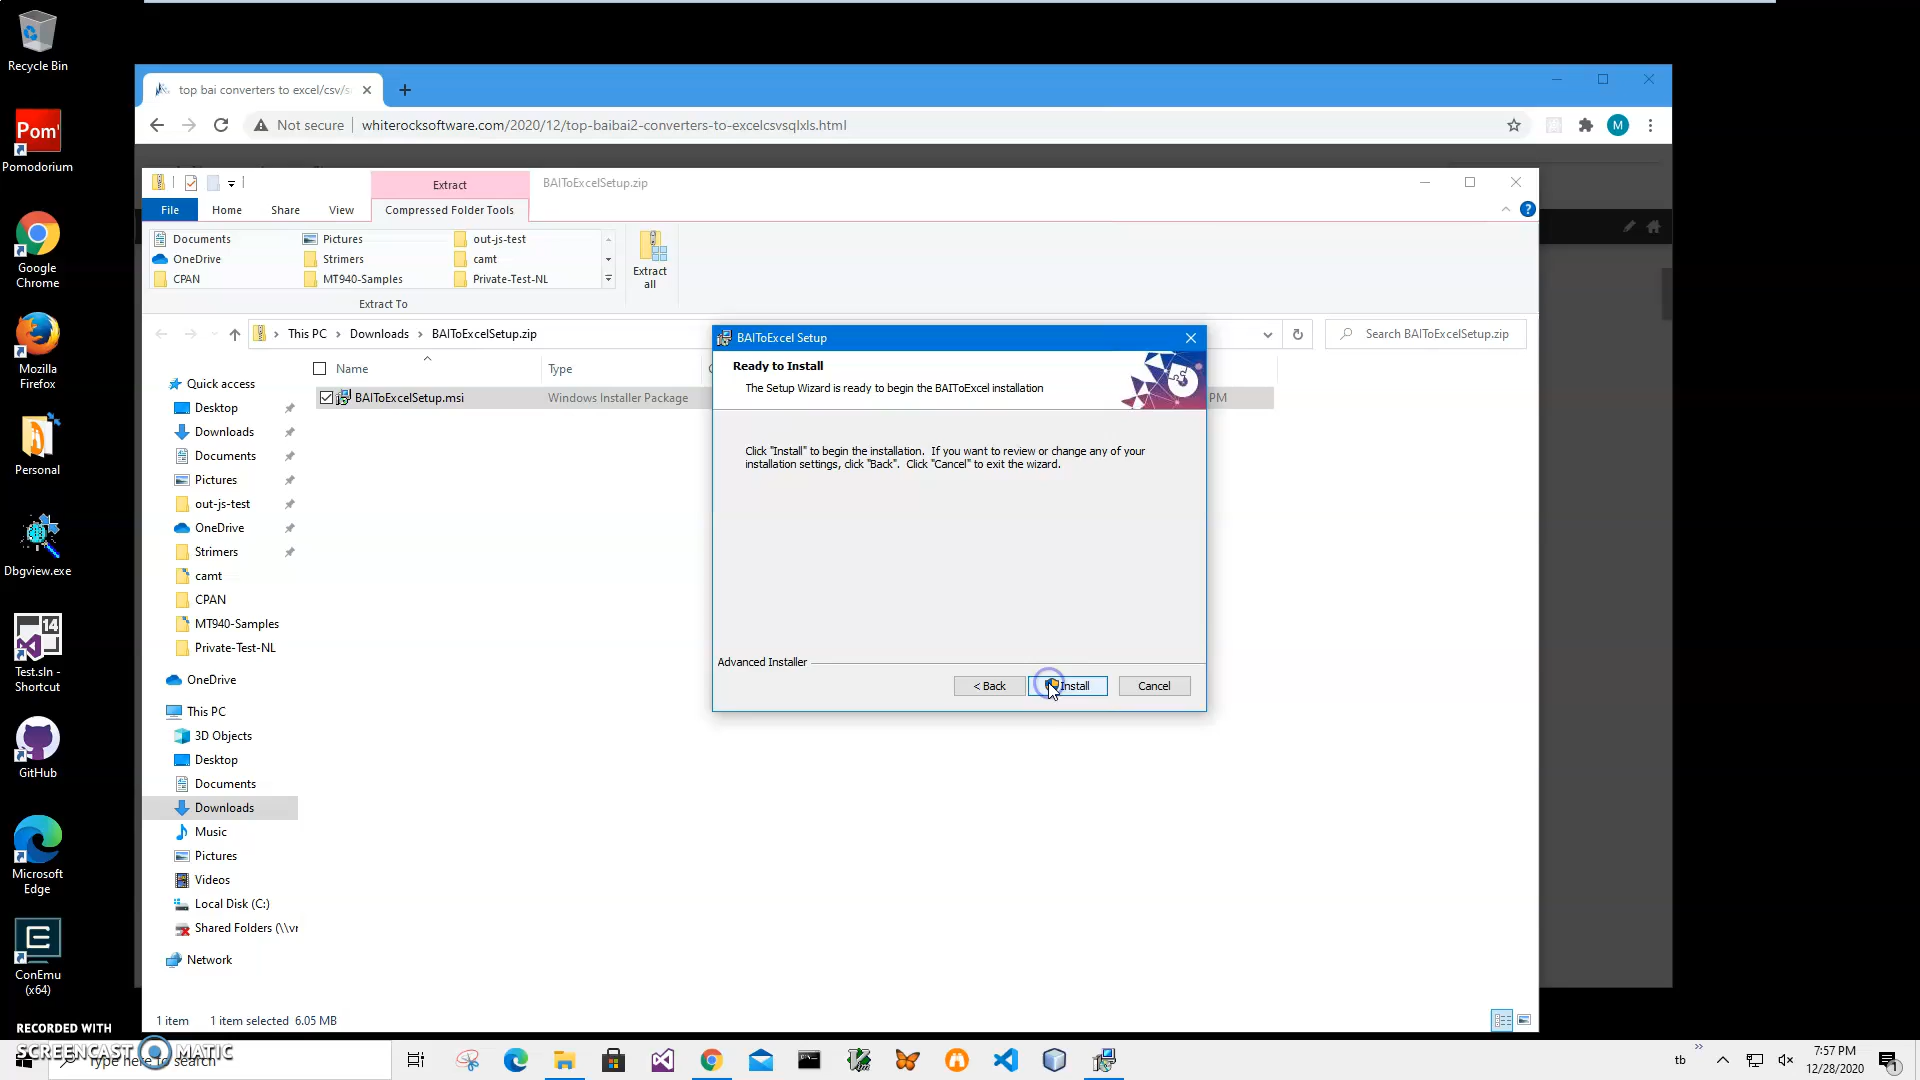 Recycle Bin
Pom'
Pomodorium
Google
Chrome
Mozilla
Firefox
Personal
Dbgview.exe
14
Test.sln -
Shortcut
GitHub
Microsoft
Edge
ConEmu
(x64)
top bai converters to excel/csv/s
Not secure
whiterocksoftware.com/2020/12/top-baibai2-converters-to-excelcsvsqlxls.html
M
Extract
BAIToExcelSetup.zip
File
Home
Share
View
Compressed Folder Tools
Documents
Pictures
out-js-test
OneDrive
Strimers
camt
CPAN
MT940-Samples
Private-Test-NL
Extract
all
Extract To
This PC
Downloads
BAIToExcelSetup.zip
Search BAIToExcelSetup.zip
Name
Type
BAIToExcelSetup.msi
Windows Installer Package
PM
Quick access
Desktop
Downloads
Documents
Pictures
out-js-test
OneDrive
Strimers
camt
CPAN
MT940-Samples
Private-Test-NL
OneDrive
This PC
3D Objects
Desktop
Documents
Downloads
Music
Pictures
Videos
Local Disk (C:)
Shared Folders (\\vr
Network
BAIToExcel Setup
Ready to Install
The Setup Wizard is ready to begin the BAIToExcel installation
Click "Install" to begin the installation. If you want to review or change any of your
installation settings, click "Back". Click "Cancel" to exit the wizard.
Advanced Installer
< Back
Install
Cancel
1 item
1 item selected 6.05 MB
RECORDED WITH
SCREENCAST MATIC
Type here to search
tb
7:57 PM
12/28/2020
1